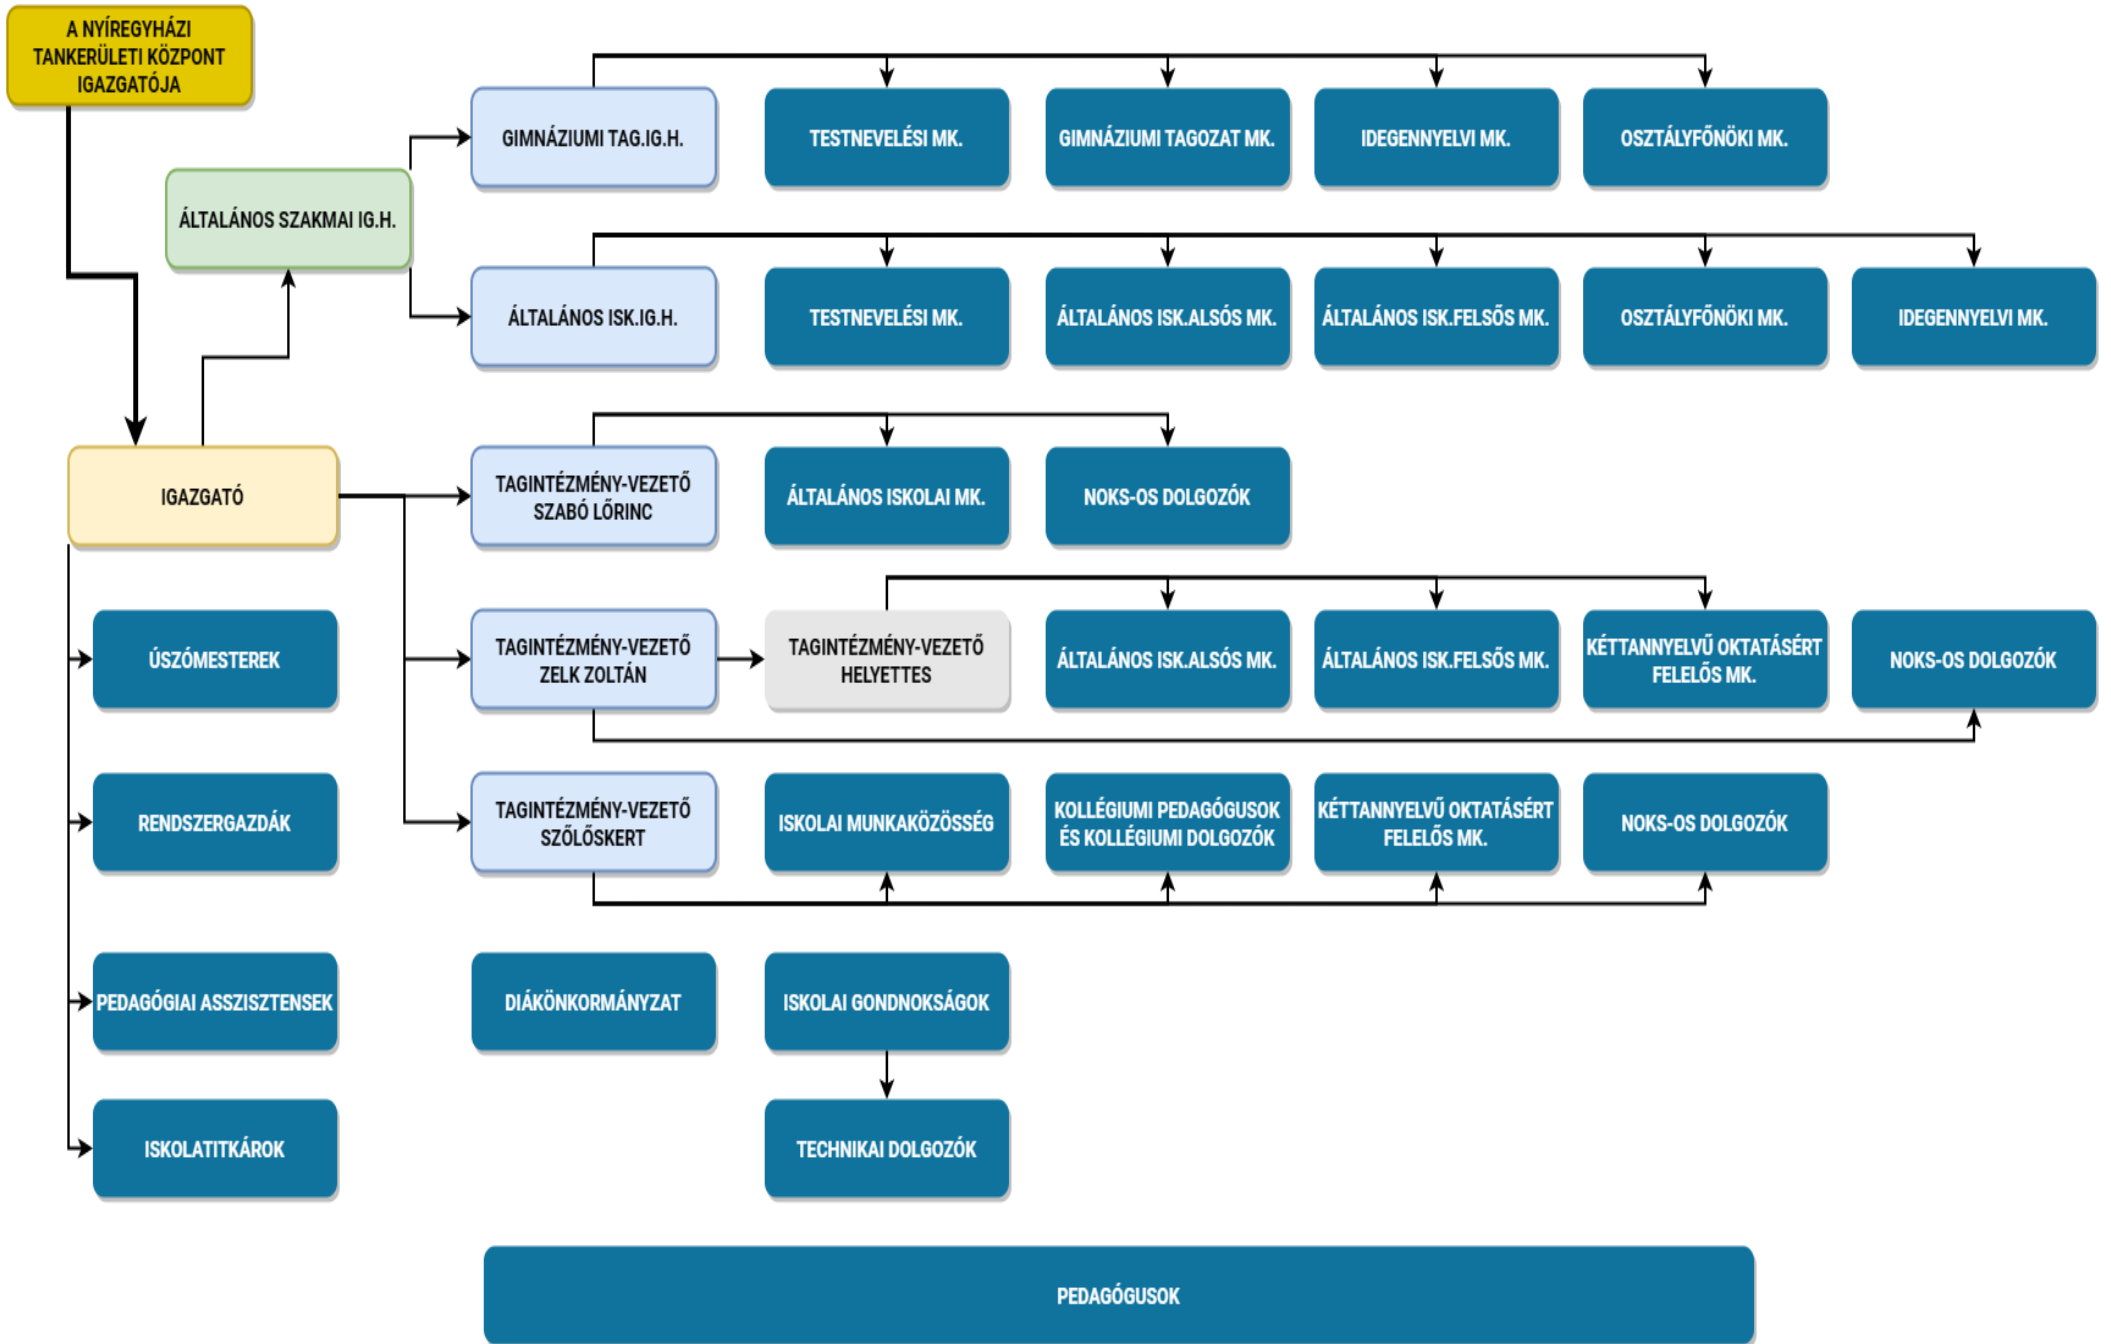 A NYÍREGYHÁZI
TANKERÜLETI KÖZPONT
IGAZGATÓJA
GIMNÁZIUMI TAG.IG.H.
TESTNEVELÉSI MK.
GIMNÁZIUMI TAGOZAT MK.
IDEGENNYELVI MK.
OSZTÁLYFŐNÖKI MK.
ÁLTALÁNOS SZAKMAI IG.H.
ÁLTALÁNOS ISK.IG.H.
TESTNEVELÉSI MK.
ÁLTALÁNOS ISK.ALSÓS MK.
ÁLTALÁNOS ISK.FELSŐS MK.
OSZTÁLYFŐNÖKI MK.
IDEGENNYELVI MK.
IGAZGATÓ
TAGINTÉZMÉNY-VEZETŐ
SZABÓ LŐRINC
ÁLTALÁNOS ISKOLAI MK.
NOKS-OS DOLGOZÓK
ÚSZÓMESTEREK
TAGINTÉZMÉNY-VEZETŐ
ZELK ZOLTÁN
TAGINTÉZMÉNY-VEZETŐ
HELYETTES
ÁLTALÁNOS ISK.ALSÓS MK.
ÁLTALÁNOS ISK.FELSŐS MK.
KÉTTANNYELVŰ OKTATÁSÉRT
FELELŐS MK.
NOKS-OS DOLGOZÓK
RENDSZERGAZDÁK
TAGINTÉZMÉNY-VEZETŐ
SZŐLŐSKERT
ISKOLAI MUNKAKÖZÖSSÉG
KOLLÉGIUMI PEDAGÓGUSOK
ÉS KOLLÉGIUMI DOLGOZÓK
KÉTTANNYELVŰ OKTATÁSÉRT
FELELŐS MK.
NOKS-OS DOLGOZÓK
PEDAGÓGIAI ASSZISZTENSEK
DIÁKÖNKORMÁNYZAT
ISKOLAI GONDNOKSÁGOK
ISKOLATITKÁROK
TECHNIKAI DOLGOZÓK
PEDAGÓGUSOK